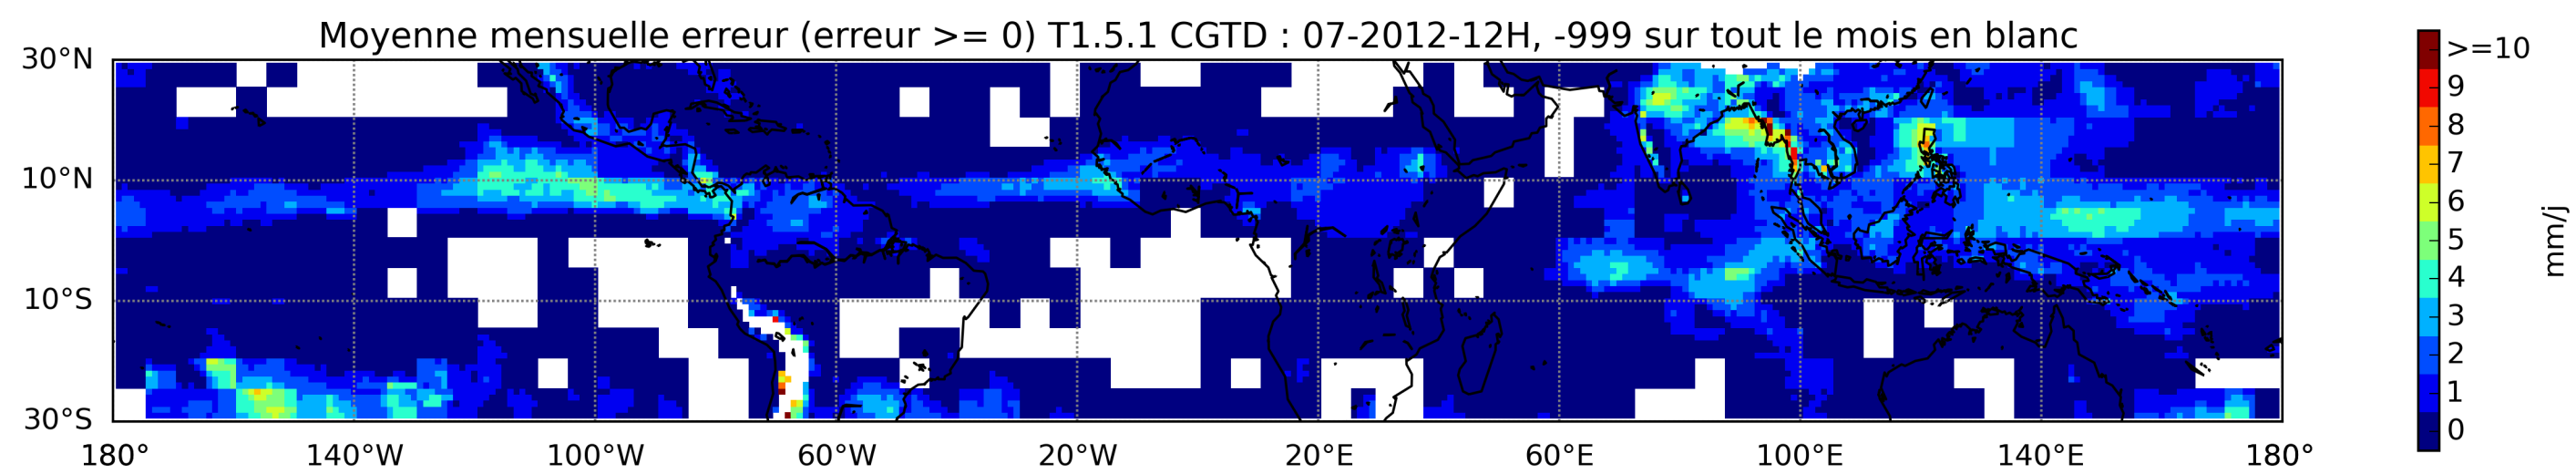 Moyenne mensuelle erreur (erreur >= 0) T1.5.1 CGTD : 07-2012-12H, -999 sur tout le mois en blanc
30°N
10°N
10°S
30°S
180° 140°W 100°W 60°W 20°W 20°E 60°E 100°E 140°E 180°
>=10
9
8
7
6
5
4
3
2
1
0
mm/j